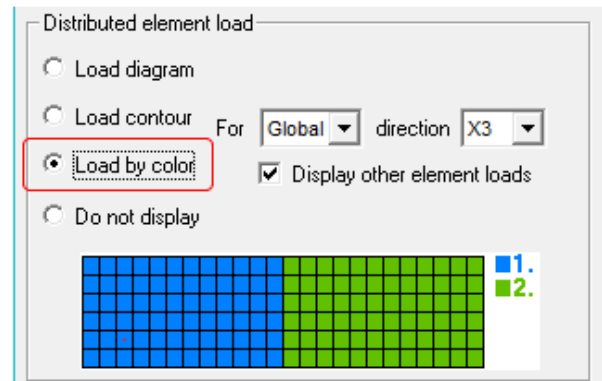 Distributed element load
Load diagram
Load contour For Global direction X3
Load by color Display other element loads
Do not display
1.
2.